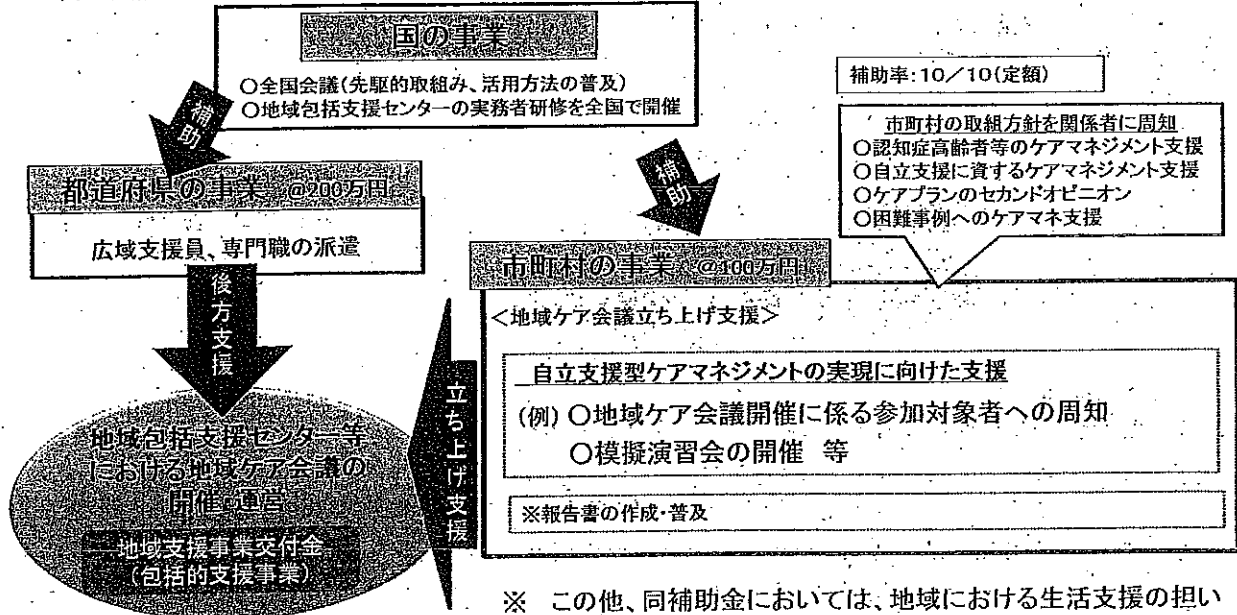 国の事業
○全国会議(先駆的取組み、活用方法の普及)
○地域包括支援センターの実務者研修を全国で開催
補助
都道府県の事業 @200万円
広域支援員、専門職の派遣
後方支援
地域包括支援センター等
における地域ケア会議の
開催・運営
地域支援事業交付金
(包括的支援事業)
補助率:10/10(定額)
市町村の取組方針を関係者に周知
○認知症高齢者等のケアマネジメント支援
○自立支援に資するケアマネジメント支援
○ケアプランのセカンドオピニオン
○困難事例へのケアマネ支援
補助
市町村の事業 @100万円
<地域ケア会議立ち上げ支援>
自立支援型ケアマネジメントの実現に向けた支援
(例) ○地域ケア会議開催に係る参加対象者への周知
○模擬演習会の開催 等
※報告書の作成・普及
立ち上げ支援
※ この他、同補助金においては、地域における生活支援の担い